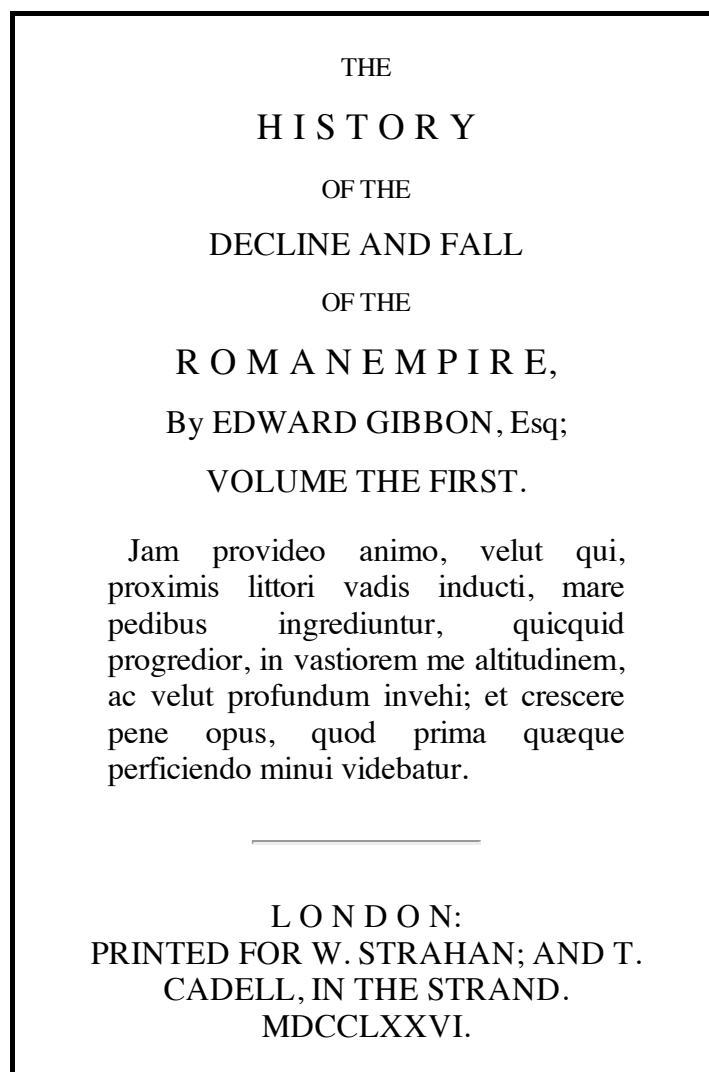 THE
H I S T O R Y
OF THE
DECLINE AND FALL
OF THE
R O M A N E M P I R E,
By EDWARD GIBBON, Esq;
VOLUME THE FIRST.
Jam provideo animo, velut qui,
proximis littori vadis inducti, mare
pedibus ingrediuntur, quicquid
progredior, in vastiorem me altitudinem,
ac velut profundum invehi; et crescere
pene opus, quod prima quæque
perficiendo minui videbatur.
L O N D O N:
PRINTED FOR W. STRAHAN; AND T.
CADELL, IN THE STRAND.
MDCCLXXVI.